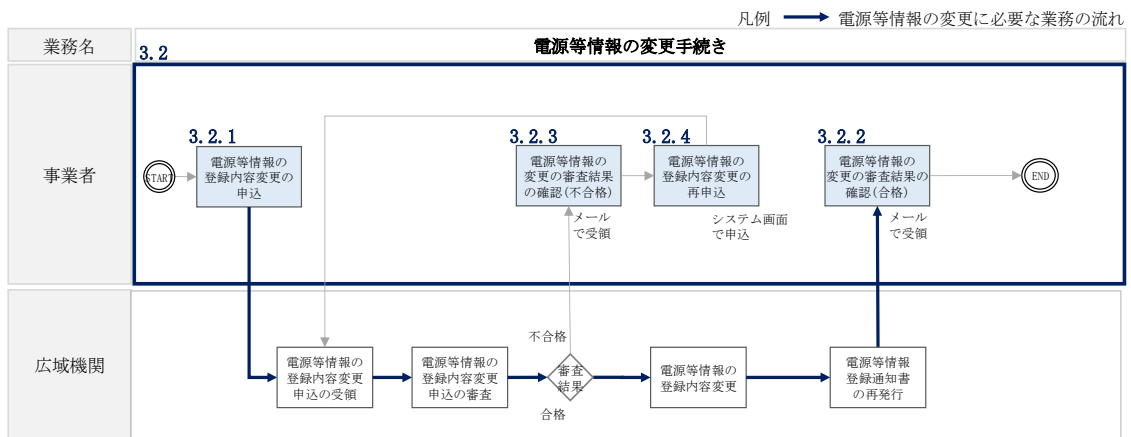 凡例
電源等情報の変更に必要な業務の流れ
業務名
電源等情報の変更手続き
3.2
事業者
START
3.2.1
電源等情報の
登録内容変更の
申込
3.2.3
電源等情報の
変更の審査結果
の確認(不合格)
メール
で受領
3.2.4
電源等情報の
登録内容変更の
再申込
システム画面
で申込
3.2.2
電源等情報の
変更の審査結果の
確認(合格)
メール
で受領
END
広域機関
電源等情報の
登録内容変更
申込の受領
電源等情報の
登録内容変更
申込の審査
不合格
審査
結果
合格
電源等情報の
登録内容変更
電源等情報
登録通知書
の再発行